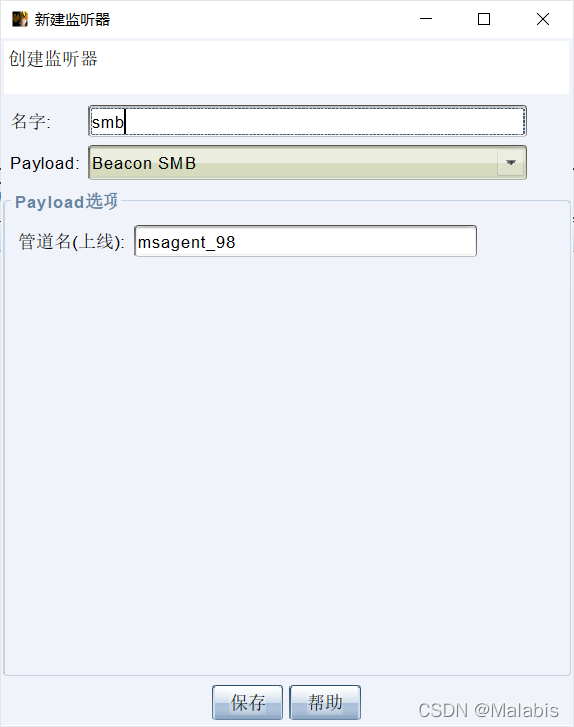 新建监听器
创建监听器
名字: smb
Payload: Beacon SMB
Payload选项
管道名(上线): msagent_98
保存 帮助
CSDN @Malabis